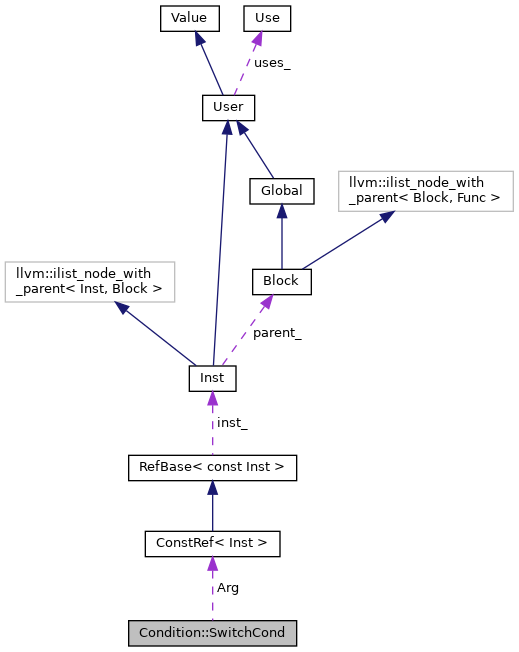 Value
Use
uses_
User
Global
llvm::ilist_node_with
_parent< Block, Func >
llvm::ilist_node_with
_parent< Inst, Block >
Block
parent_
Inst
inst_
RefBase< const Inst >
ConstRef< Inst >
Arg
Condition::SwitchCond